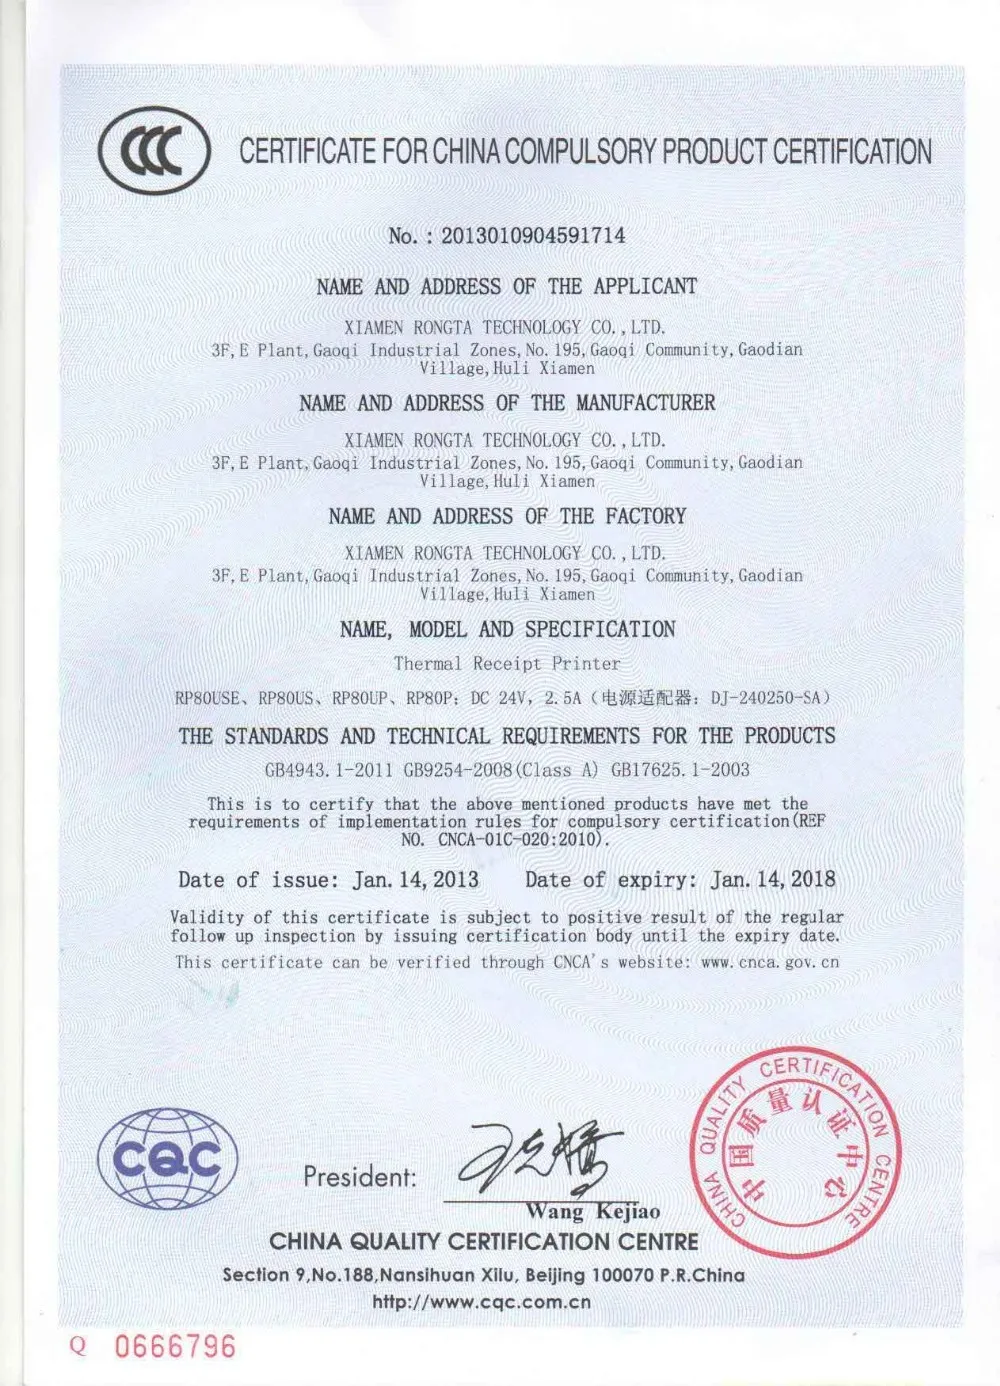 CCC
CERTIFICATE FOR CHINA COMPULSORY PRODUCT CERTIFICATION
No. : 2013010904591714
NAME AND ADDRESS OF THE APPLICANT
XIAMEN RONGTA TECHNOLOGY CO., LTD.
3F, E Plant, Gaoqi Industrial Zones, No. 195, Gaoqi Community, Gaodian
Village, Huli Xiamen
NAME AND ADDRESS OF THE MANUFACTURER
XIAMEN RONGTA TECHNOLOGY CO., LTD.
3F, E Plant, Gaoqi Industrial Zones, No. 195, Gaoqi Community, Gaodian
Village, Huli Xiamen
NAME AND ADDRESS OF THE FACTORY
XIAMEN RONGTA TECHNOLOGY CO., LTD.
3F, E Plant, Gaoqi Industrial Zones, No. 195, Gaoqi Community, Gaodian
Village, Huli Xiamen
NAME, MODEL AND SPECIFICATION
Thermal Receipt Printer
RP80USE、RP80US、RP80UP、RP80P: DC 24V, 2.5A（电源适配器: DJ-240250-SA）
THE STANDARDS AND TECHNICAL REQUIREMENTS FOR THE PRODUCTS
GB4943.1-2011 GB9254-2008(Class A) GB17625.1-2003
This is to certify that the above mentioned products have met the
requirements of implementation rules for compulsory certification(REF
NO. CNCA-01C-020:2010).
Date of issue: Jan. 14, 2013 Date of expiry: Jan. 14, 2018
Validity of this certificate is subject to positive result of the regular
follow up inspection by issuing certification body until the expiry date.
This certificate can be verified through CNCA's website: www.cnca.gov.cn
CHINA QUALITY CERTIFICATION CENTRE
中国质量认证中心
CQC
President:
Wang Kejiao
CHINA QUALITY CERTIFICATION CENTRE
Section 9,No.188,Nansihuan Xilu, Beijing 100070 P.R.China
http://www.cqc.com.cn
Q 0666796